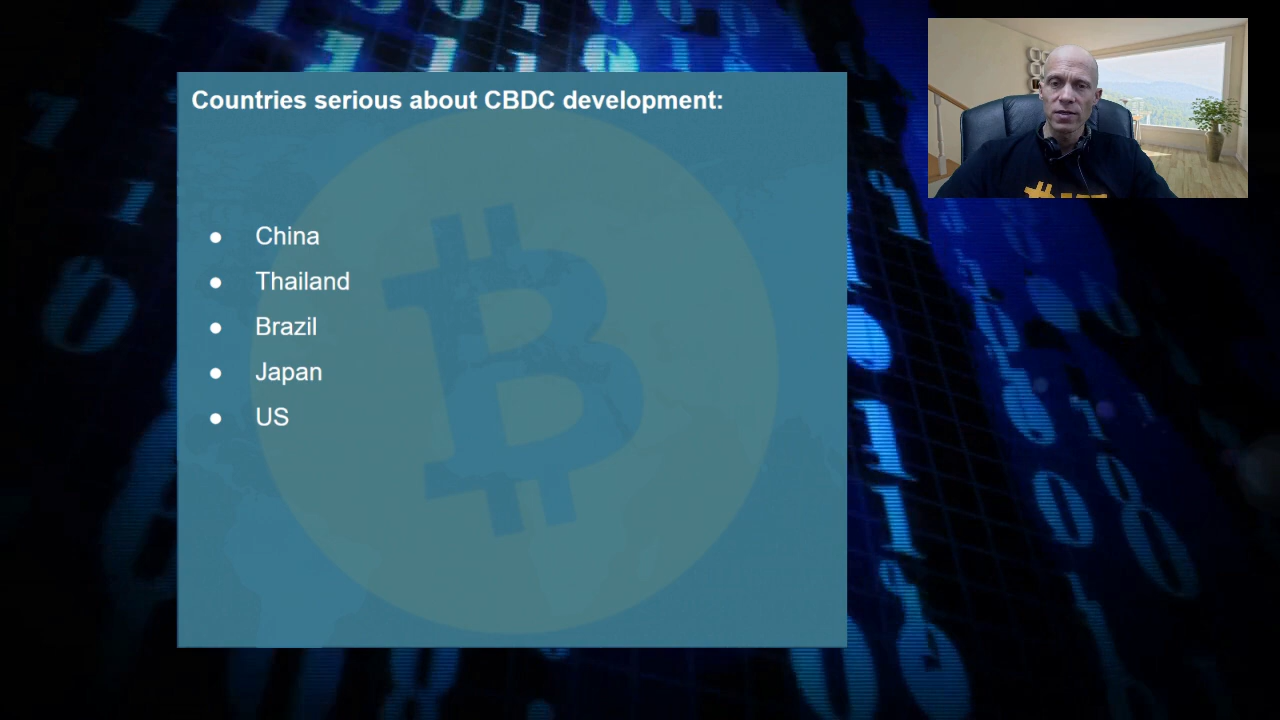 Countries serious about CBDC development:
● China
● Thailand
● Brazil
● Japan
● US